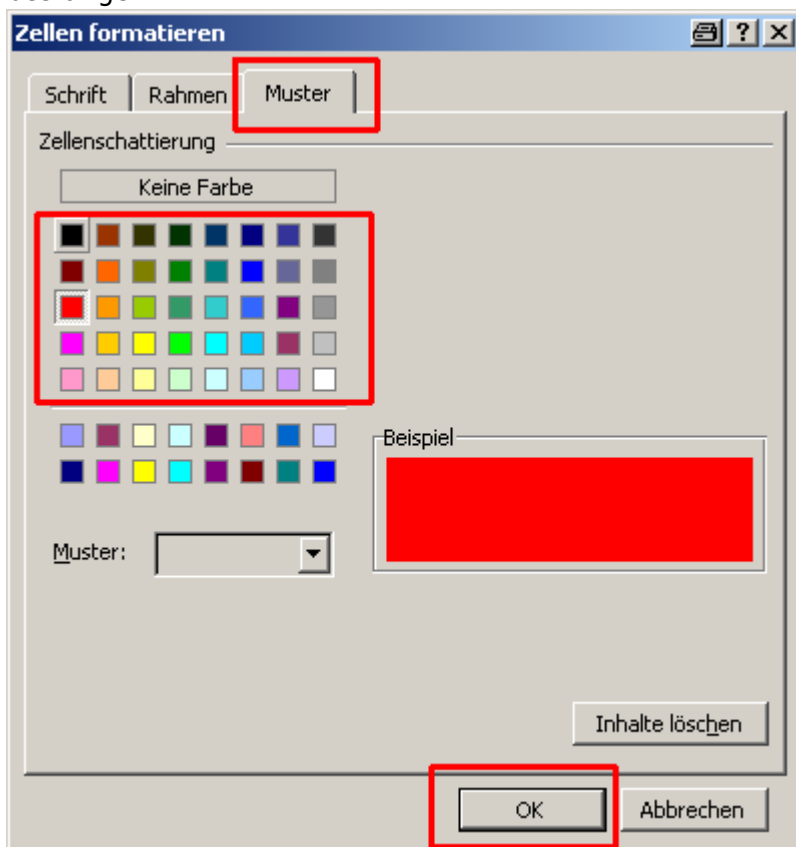 Zellen formatieren
Schrift Rahmen Muster
Zellenschattierung
Keine Farbe
Beispiel
Muster:
Inhalte löschen
OK Abbrechen